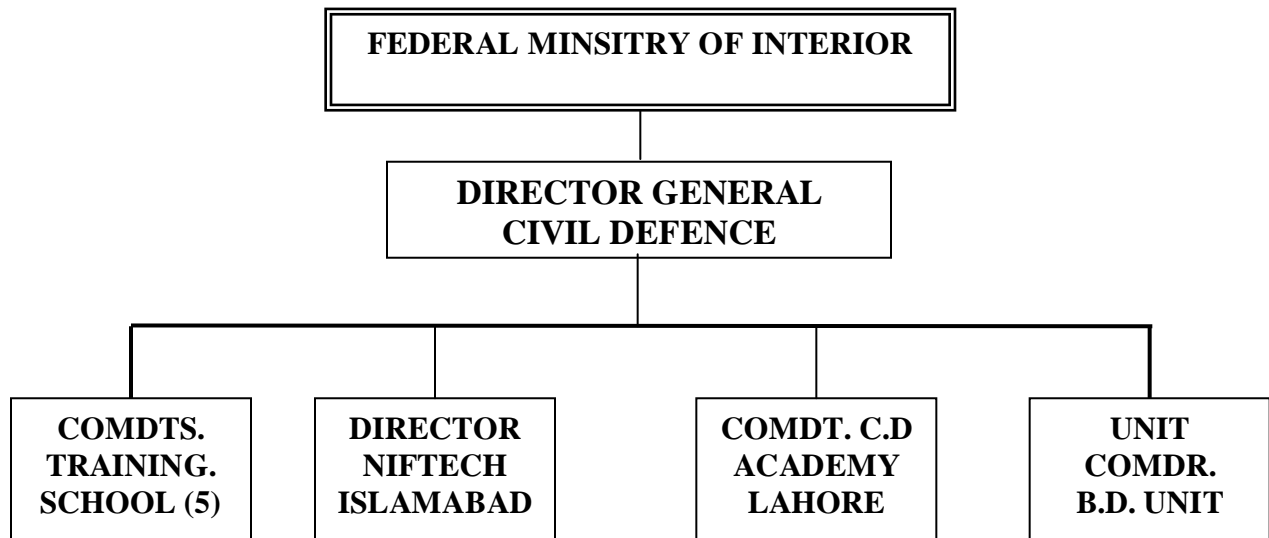 FEDERAL MINSITRY OF INTERIOR
DIRECTOR GENERAL
CIVIL DEFENCE
COMDTS.
TRAINING.
SCHOOL (5)
DIRECTOR
NIFTECH
ISLAMABAD
COMDT. C.D
ACADEMY
LAHORE
UNIT
COMDR.
B.D. UNIT